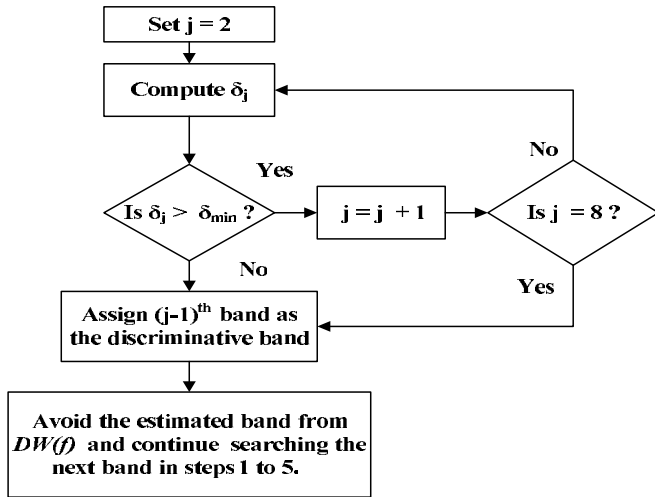 Set j = 2
Compute δj
Yes
No
Is δj > δmin ?
j = j + 1
Is j = 8 ?
No
Yes
Assign (j-1)th band as
the discriminative band
Avoid the estimated band from
DW(f) and continue searching the
next band in steps 1 to 5.